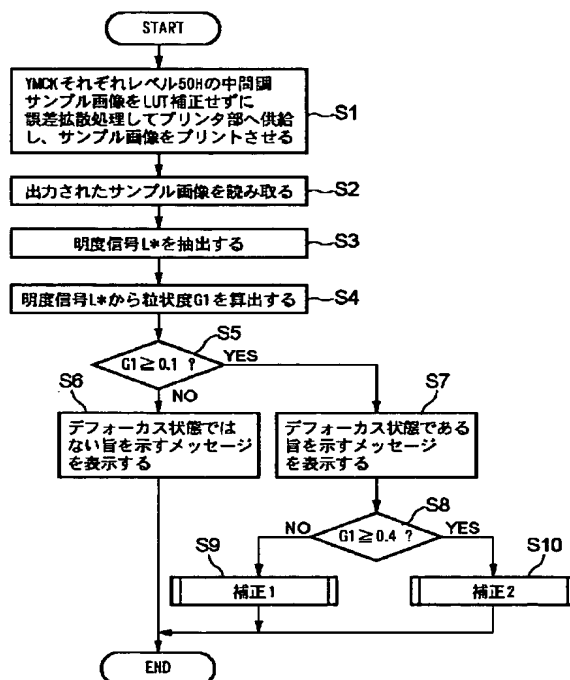 START
YMCKそれぞれレベル50Hの中間調
サンプル画像をLUT補正せずに
誤差拡散処理してプリンタ部へ供給
し、サンプル画像をプリントさせる
S1
出力されたサンプル画像を読み取る
S2
明度信号L*を抽出する
S3
明度信号L*から粒状度G1を算出する
S4
S5
G1≧0.1 ?
YES
NO
S6
デフォーカス状態では
ない旨を示すメッセージ
を表示する
S7
デフォーカス状態である
旨を示すメッセージ
を表示する
S8
G1≧0.4 ?
NO
YES
S9
補正1
S10
補正2
END